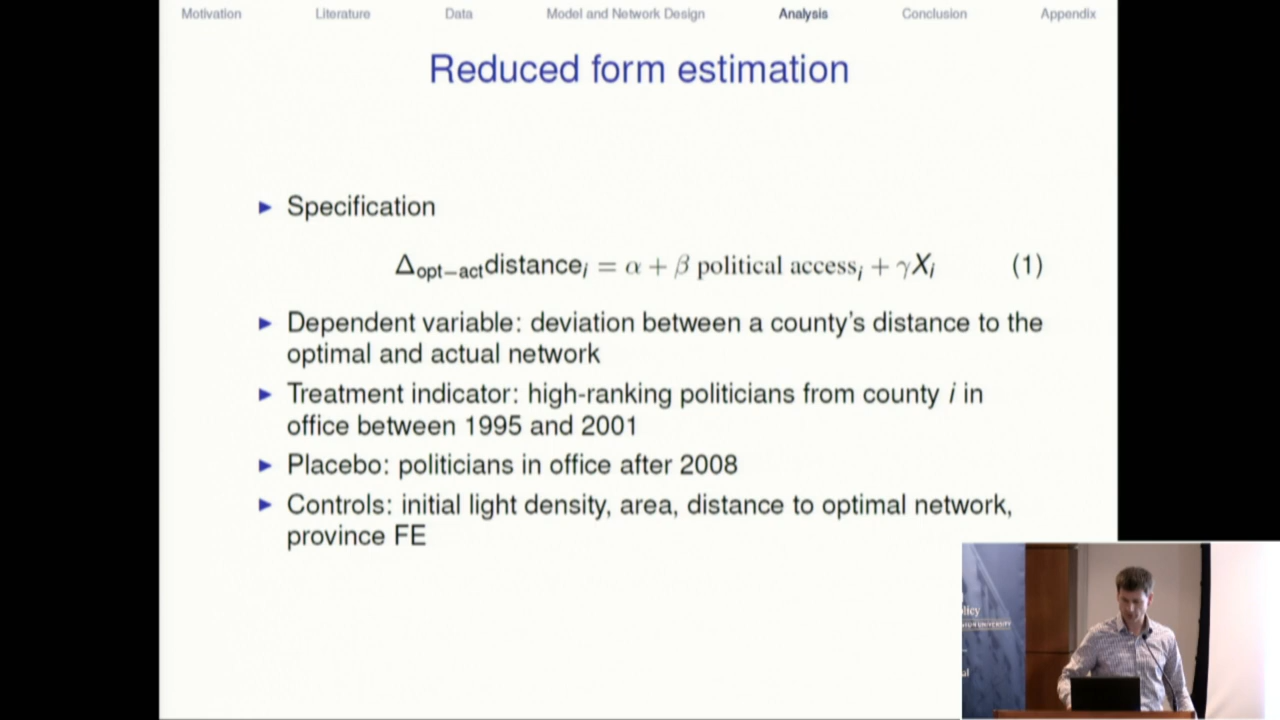 Motivation Literature Data Model and Network Design Analysis Conclusion Appendix
Reduced form estimation
► Specification
Δopt−actdistancei = α + β political accessi + γXi (1)
► Dependent variable: deviation between a county's distance to the
optimal and actual network
► Treatment indicator: high-ranking politicians from county i in
office between 1995 and 2001
► Placebo: politicians in office after 2008
► Controls: initial light density, area, distance to optimal network,
province FE
licy
al